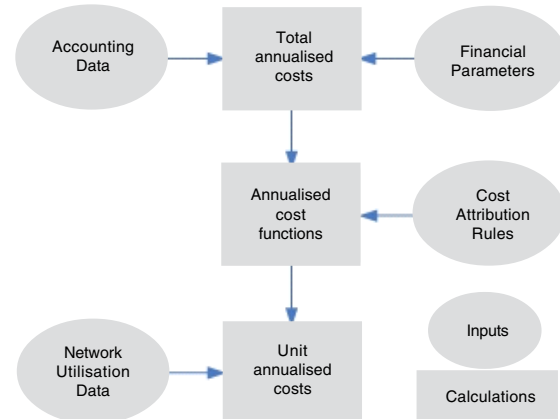 Accounting
Data
Total
annualised
costs
Financial
Parameters
Annualised
cost
functions
Cost
Attribution
Rules
Network
Utilisation
Data
Unit
annualised
costs
Inputs
Calculations